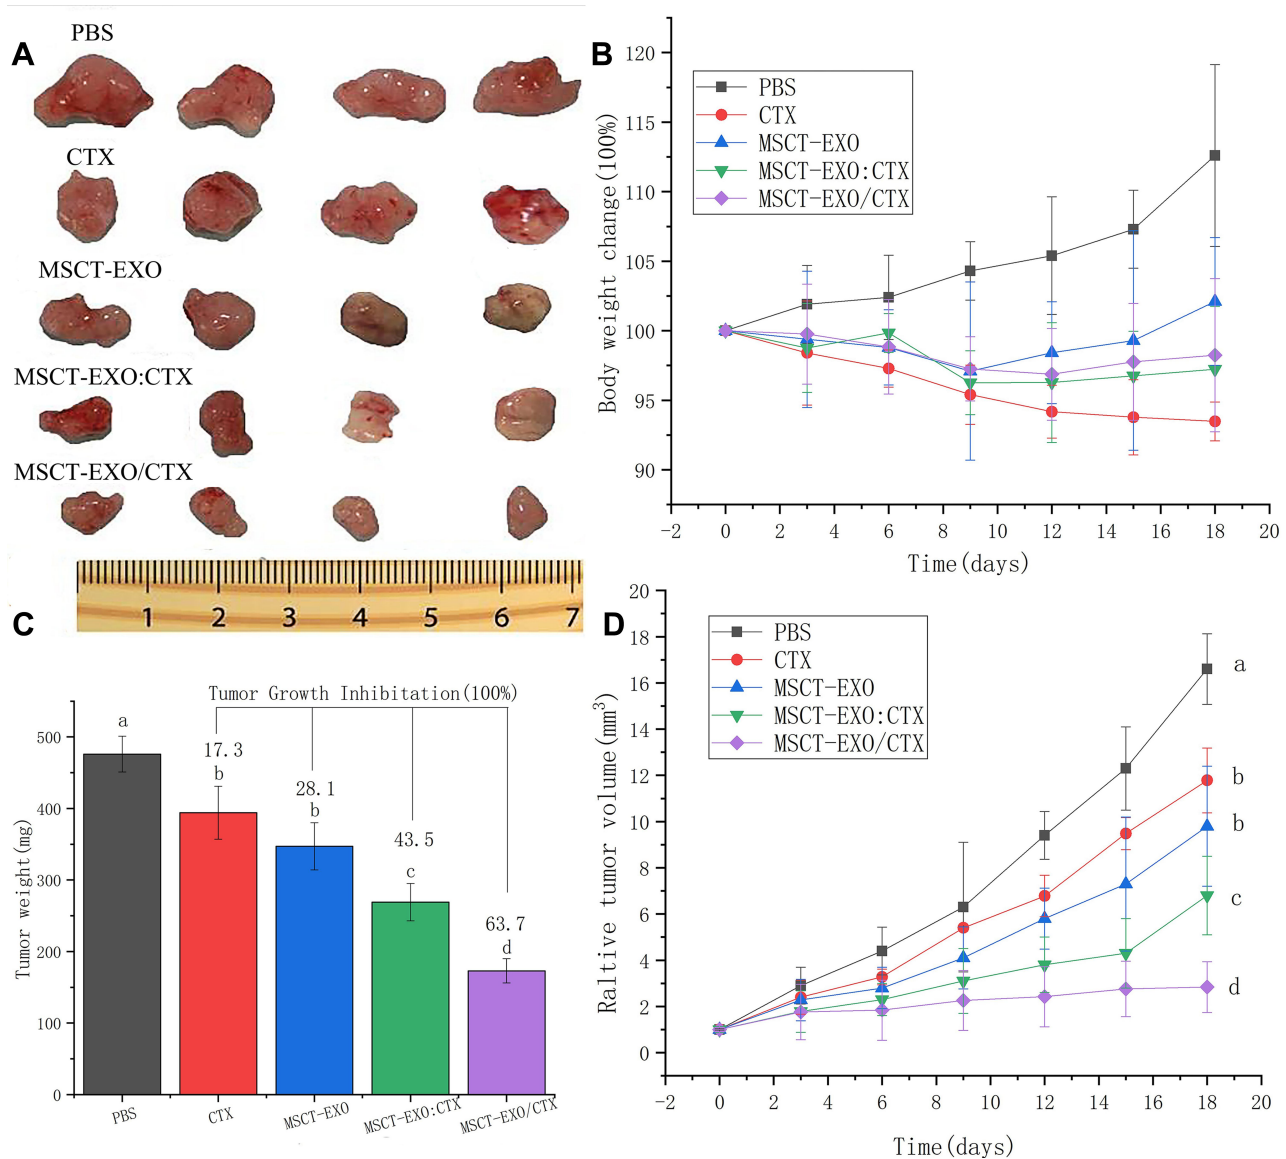 A
PBS
CTX
MSCT-EXO
MSCT-EXO:CTX
MSCT-EXO/CTX
1 2 3 4 5 6 7
B
PBS
CTX
MSCT-EXO
MSCT-EXO:CTX
MSCT-EXO/CTX
Body weight change(100%)
120
115
110
105
100
95
90
-2 0 2 4 6 8 10 12 14 16 18 20
Time(days)
C
Tumor Growth Inhibitation(100%)
Tumor weight(mg)
500
400
300
200
100
0
a
17.3
b
28.1
b
43.5
c
63.7
d
PBS CTX MSCT-EXO MSCT-EXO:CTX MSCT-EXO/CTX
D
PBS
CTX
MSCT-EXO
MSCT-EXO:CTX
MSCT-EXO/CTX
Raltive tumor volume(mm³)
20
18
16
14
12
10
8
6
4
2
0
a
b
b
c
d
-2 0 2 4 6 8 10 12 14 16 18 20
Time(days)